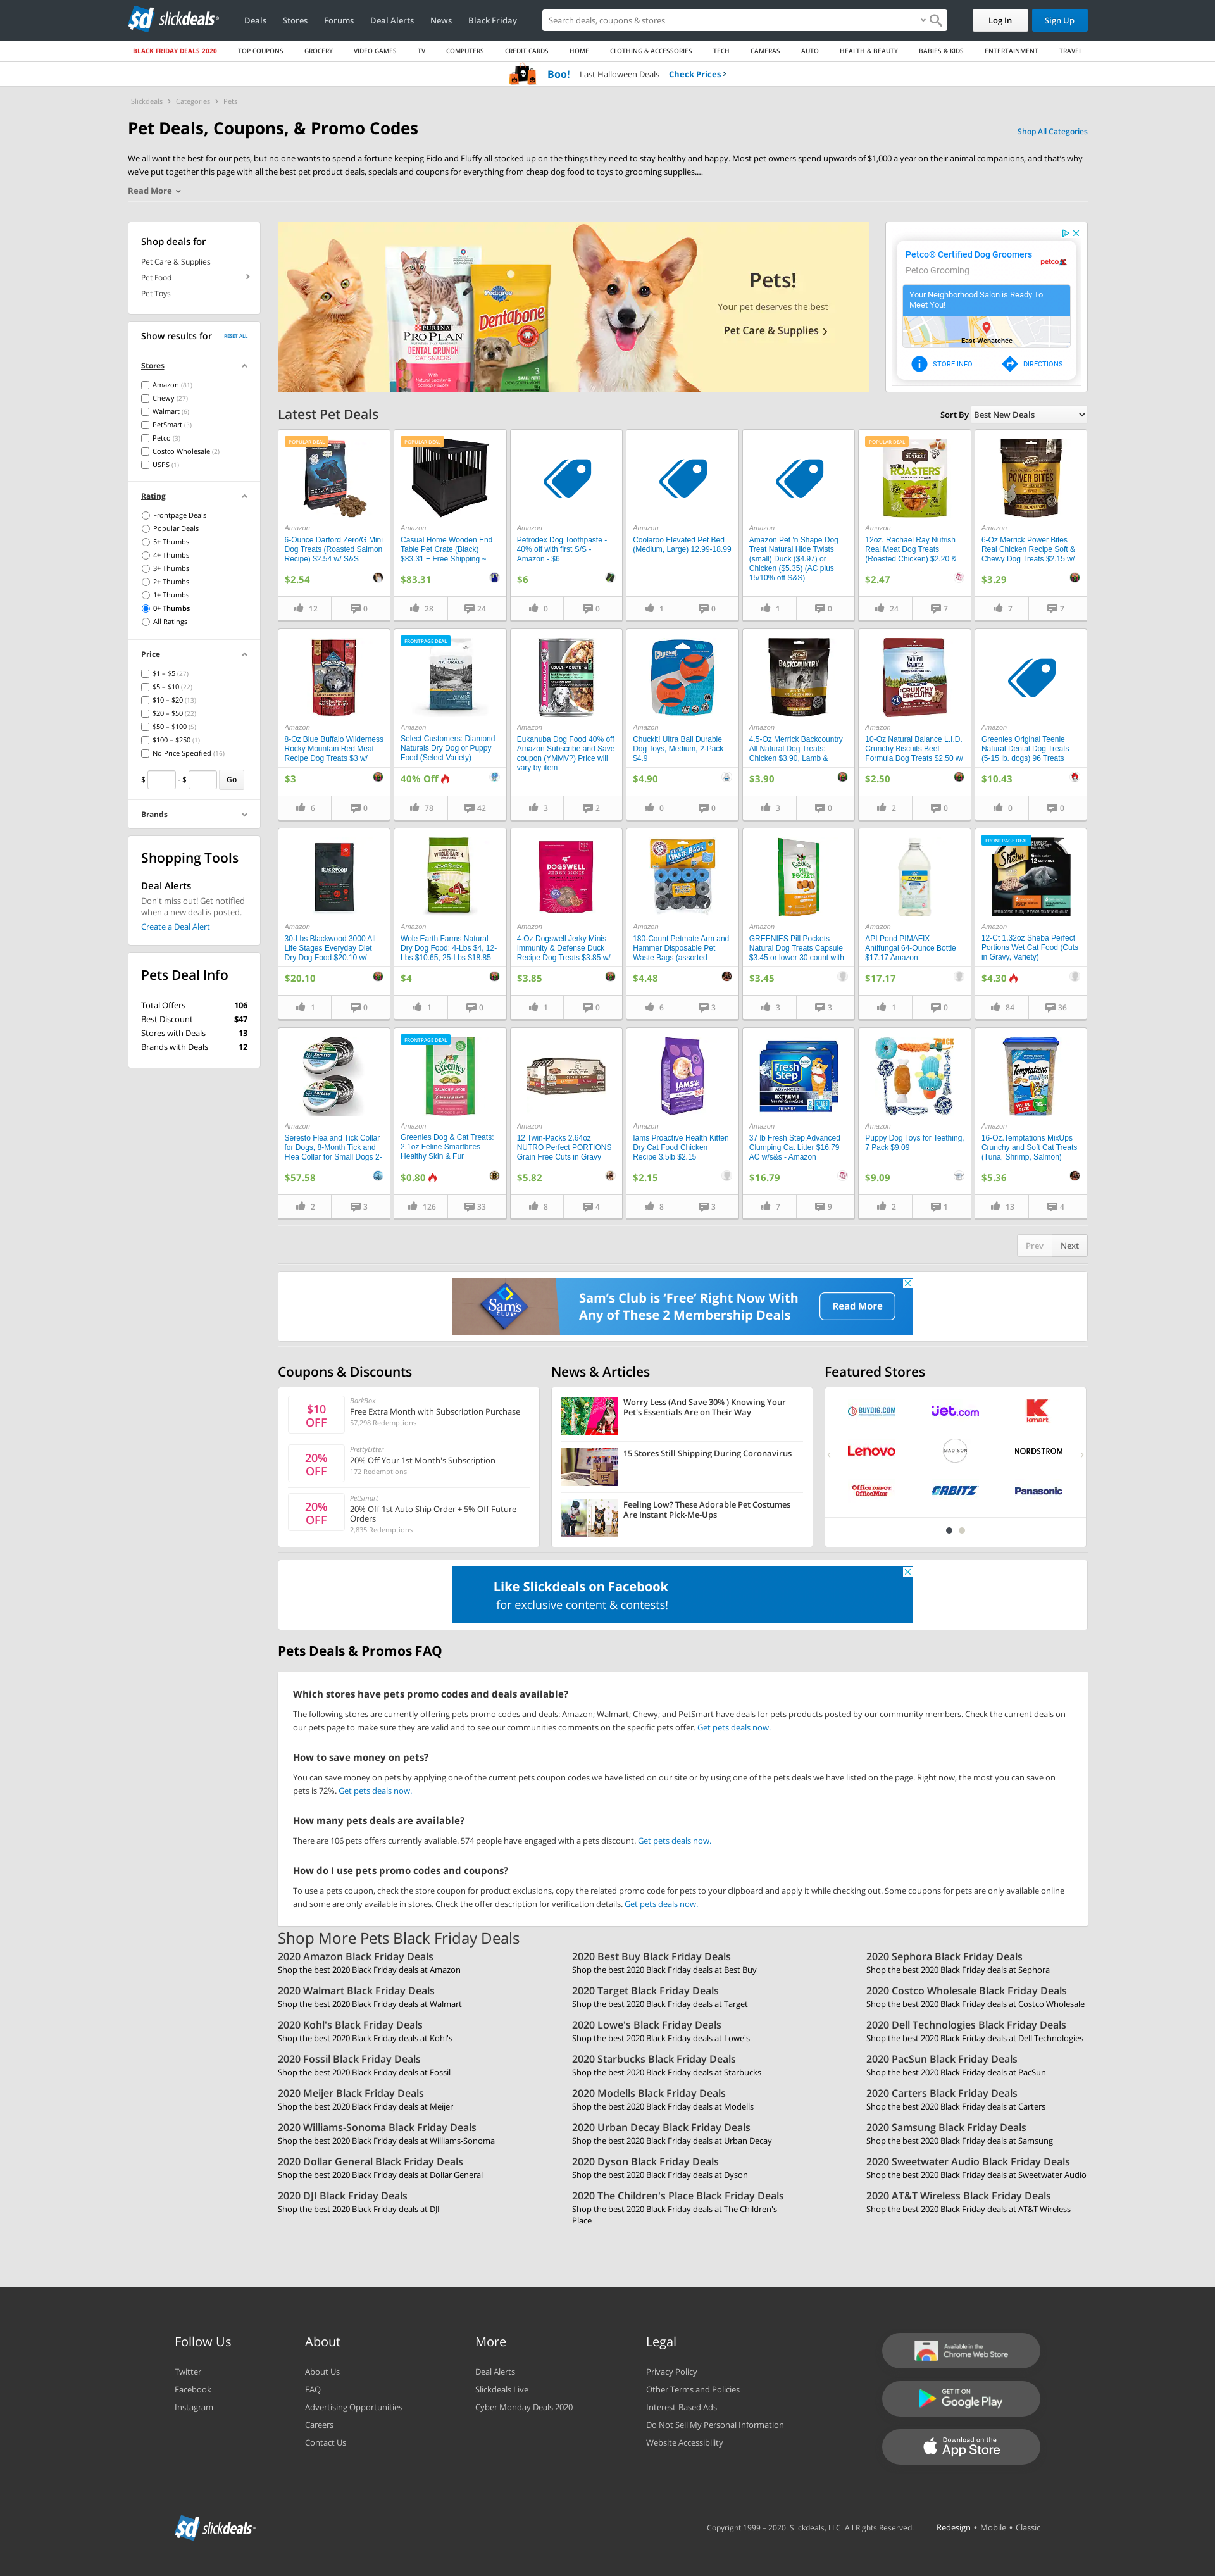 slickdeals
Deals Stores Forums Deal Alerts News Black Friday
Search deals, coupons & stores
Log In Sign Up
BLACK FRIDAY DEALS 2020 TOP COUPONS GROCERY VIDEO GAMES TV COMPUTERS CREDIT CARDS HOME CLOTHING & ACCESSORIES TECH CAMERAS AUTO HEALTH & BEAUTY BABIES & KIDS ENTERTAINMENT TRAVEL
Boo! Last Halloween Deals Check Prices
Slickdeals Categories Pets
Pet Deals, Coupons, & Promo Codes
Shop All Categories
We all want the best for our pets, but no one wants to spend a fortune keeping Fido and Fluffy all stocked up on the things they need to stay healthy and happy. Most pet owners spend upwards of $1,000 a year on their animal companions, and that's why
we've put together this page with all the best pet product deals, specials and coupons for everything from cheap dog food to toys to grooming supplies....
Read More
Shop deals for
Pet Care & Supplies
Pet Food
Pet Toys
Show results for RESET ALL
Stores
Amazon (81)
Chewy (27)
Walmart (6)
PetSmart (3)
Petco (3)
Costco Wholesale (2)
USPS (1)
Rating
Frontpage Deals
Popular Deals
5+ Thumbs
4+ Thumbs
3+ Thumbs
2+ Thumbs
1+ Thumbs
0+ Thumbs
All Ratings
Price
$1 – $5 (27)
$5 – $10 (22)
$10 – $20 (13)
$20 – $50 (22)
$50 – $100 (5)
$100 – $250 (1)
No Price Specified (16)
$ - $ Go
Brands
Shopping Tools
Deal Alerts
Don't miss out! Get notified
when a new deal is posted.
Create a Deal Alert
Pets Deal Info
Total Offers 106
Best Discount $47
Stores with Deals 13
Brands with Deals 12
PURINA
PRO PLAN
DENTAL CRUNCH
CAT SNACKS
Pedigree
Dentabone
Pets!
Your pet deserves the best
Pet Care & Supplies
Petco® Certified Dog Groomers
Petco Grooming
petco
Your Neighborhood Salon is Ready To
Meet You!
East Wenatchee
STORE INFO DIRECTIONS
Latest Pet Deals
Sort By Best New Deals
POPULAR DEAL
Amazon
6-Ounce Darford Zero/G Mini
Dog Treats (Roasted Salmon
Recipe) $2.54 w/ S&S
$2.54
12 0
POPULAR DEAL
Amazon
Casual Home Wooden End
Table Pet Crate (Black)
$83.31 + Free Shipping ~
$83.31
28 24
Amazon
Petrodex Dog Toothpaste -
40% off with first S/S -
Amazon - $6
$6
0 0
Amazon
Coolaroo Elevated Pet Bed
(Medium, Large) 12.99-18.99
1 0
Amazon
Amazon Pet 'n Shape Dog
Treat Natural Hide Twists
(small) Duck ($4.97) or
Chicken ($5.35) (AC plus
15/10% off S&S)
1 0
POPULAR DEAL
NUTRISH
ROASTERS
Amazon
12oz. Rachael Ray Nutrish
Real Meat Dog Treats
(Roasted Chicken) $2.20 &
$2.47
24 7
POWER BITES
Amazon
6-Oz Merrick Power Bites
Real Chicken Recipe Soft &
Chewy Dog Treats $2.15 w/
$3.29
7 7
Amazon
8-Oz Blue Buffalo Wilderness
Rocky Mountain Red Meat
Recipe Dog Treats $3 w/
$3
6 0
FRONTPAGE DEAL
NATURALS
Amazon
Select Customers: Diamond
Naturals Dry Dog or Puppy
Food (Select Variety)
40% Off
78 42
Amazon
Eukanuba Dog Food 40% off
Amazon Subscribe and Save
coupon (YMMV?) Price will
vary by item
3 2
Chuckit!
Amazon
Chuckit! Ultra Ball Durable
Dog Toys, Medium, 2-Pack
$4.9
$4.90
0 0
BACKCOUNTRY
Amazon
4.5-Oz Merrick Backcountry
All Natural Dog Treats:
Chicken $3.90, Lamb &
$3.90
3 0
Natural Balance
CRUNCHY
BISCUITS
Amazon
10-Oz Natural Balance L.I.D.
Crunchy Biscuits Beef
Formula Dog Treats $2.50 w/
$2.50
2 0
Amazon
Greenies Original Teenie
Natural Dental Dog Treats
(5-15 lb. dogs) 96 Treats
$10.43
0 0
BLACKWOOD
Amazon
30-Lbs Blackwood 3000 All
Life Stages Everyday Diet
Dry Dog Food $20.10 w/
$20.10
1 0
WHOLE EARTH
Amazon
Wole Earth Farms Natural
Dry Dog Food: 4-Lbs $4, 12-
Lbs $10.65, 25-Lbs $18.85
$4
1 0
DOGSWELL
JERKY MINIS
Amazon
4-Oz Dogswell Jerky Minis
Immunity & Defense Duck
Recipe Dog Treats $3.85 w/
$3.85
1 0
WASTE BAGS
Amazon
180-Count Petmate Arm and
Hammer Disposable Pet
Waste Bags (assorted
$4.48
6 3
Greenies
PILL POCKETS
Amazon
GREENIES Pill Pockets
Natural Dog Treats Capsule
$3.45 or lower 30 count with
$3.45
3 3
Amazon
API Pond PIMAFIX
Antifungal 64-Ounce Bottle
$17.17 Amazon
$17.17
1 0
FRONTPAGE DEAL
Sheba
12
Amazon
12-Ct 1.32oz Sheba Perfect
Portions Wet Cat Food (Cuts
in Gravy, Variety)
$4.30
84 36
Seresto
Amazon
Seresto Flea and Tick Collar
for Dogs, 8-Month Tick and
Flea Collar for Small Dogs 2-
$57.58
2 3
FRONTPAGE DEAL
Greenies
Amazon
Greenies Dog & Cat Treats:
2.1oz Feline Smartbites
Healthy Skin & Fur
$0.80
126 33
Amazon
12 Twin-Packs 2.64oz
NUTRO Perfect PORTIONS
Grain Free Cuts in Gravy
$5.82
8 4
IAMS
Amazon
Iams Proactive Health Kitten
Dry Cat Food Chicken
Recipe 3.5lb $2.15
$2.15
8 3
Fresh Step
ADVANCED
EXTREME
Amazon
37 lb Fresh Step Advanced
Clumping Cat Litter $16.79
AC w/s&s - Amazon
$16.79
7 9
Amazon
Puppy Dog Toys for Teething,
7 Pack $9.09
$9.09
2 1
Temptations
Amazon
16-Oz.Temptations MixUps
Crunchy and Soft Cat Treats
(Tuna, Shrimp, Salmon)
$5.36
13 4
Prev Next
Sam's
CLUB
Sam's Club is 'Free' Right Now With
Any of These 2 Membership Deals
Read More
Coupons & Discounts
$10
OFF
BarkBox
Free Extra Month with Subscription Purchase
57,298 Redemptions
20%
OFF
PrettyLitter
20% Off Your 1st Month's Subscription
172 Redemptions
20%
OFF
PetSmart
20% Off 1st Auto Ship Order + 5% Off Future
Orders
2,835 Redemptions
News & Articles
Worry Less (And Save 30% ) Knowing Your
Pet's Essentials Are on Their Way
15 Stores Still Shipping During Coronavirus
Feeling Low? These Adorable Pet Costumes
Are Instant Pick-Me-Ups
Featured Stores
BUYDIG.COM jet.com kmart
Lenovo MADISON NORDSTROM
Office DEPOT
OfficeMax ORBITZ Panasonic
Like Slickdeals on Facebook
for exclusive content & contests!
Pets Deals & Promos FAQ
Which stores have pets promo codes and deals available?
The following stores are currently offering pets promo codes and deals: Amazon; Walmart; Chewy; and PetSmart have deals for pets products posted by our community members. Check the current deals on
our pets page to make sure they are valid and to see our communities comments on the specific pets offer. Get pets deals now.
How to save money on pets?
You can save money on pets by applying one of the current pets coupon codes we have listed on our site or by using one of the pets deals we have listed on the page. Right now, the most you can save on
pets is 72%. Get pets deals now.
How many pets deals are available?
There are 106 pets offers currently available. 574 people have engaged with a pets discount. Get pets deals now.
How do I use pets promo codes and coupons?
To use a pets coupon, check the store coupon for product exclusions, copy the related promo code for pets to your clipboard and apply it while checking out. Some coupons for pets are only available online
and some are only available in stores. Check the offer description for verification details. Get pets deals now.
Shop More Pets Black Friday Deals
2020 Amazon Black Friday Deals
Shop the best 2020 Black Friday deals at Amazon
2020 Best Buy Black Friday Deals
Shop the best 2020 Black Friday deals at Best Buy
2020 Sephora Black Friday Deals
Shop the best 2020 Black Friday deals at Sephora
2020 Walmart Black Friday Deals
Shop the best 2020 Black Friday deals at Walmart
2020 Target Black Friday Deals
Shop the best 2020 Black Friday deals at Target
2020 Costco Wholesale Black Friday Deals
Shop the best 2020 Black Friday deals at Costco Wholesale
2020 Kohl's Black Friday Deals
Shop the best 2020 Black Friday deals at Kohl's
2020 Lowe's Black Friday Deals
Shop the best 2020 Black Friday deals at Lowe's
2020 Dell Technologies Black Friday Deals
Shop the best 2020 Black Friday deals at Dell Technologies
2020 Fossil Black Friday Deals
Shop the best 2020 Black Friday deals at Fossil
2020 Starbucks Black Friday Deals
Shop the best 2020 Black Friday deals at Starbucks
2020 PacSun Black Friday Deals
Shop the best 2020 Black Friday deals at PacSun
2020 Meijer Black Friday Deals
Shop the best 2020 Black Friday deals at Meijer
2020 Modells Black Friday Deals
Shop the best 2020 Black Friday deals at Modells
2020 Carters Black Friday Deals
Shop the best 2020 Black Friday deals at Carters
2020 Williams-Sonoma Black Friday Deals
Shop the best 2020 Black Friday deals at Williams-Sonoma
2020 Urban Decay Black Friday Deals
Shop the best 2020 Black Friday deals at Urban Decay
2020 Samsung Black Friday Deals
Shop the best 2020 Black Friday deals at Samsung
2020 Dollar General Black Friday Deals
Shop the best 2020 Black Friday deals at Dollar General
2020 Dyson Black Friday Deals
Shop the best 2020 Black Friday deals at Dyson
2020 Sweetwater Audio Black Friday Deals
Shop the best 2020 Black Friday deals at Sweetwater Audio
2020 DJI Black Friday Deals
Shop the best 2020 Black Friday deals at DJI
2020 The Children's Place Black Friday Deals
Shop the best 2020 Black Friday deals at The Children's
Place
2020 AT&T Wireless Black Friday Deals
Shop the best 2020 Black Friday deals at AT&T Wireless
Follow Us
Twitter
Facebook
Instagram
About
About Us
FAQ
Advertising Opportunities
Careers
Contact Us
More
Deal Alerts
Slickdeals Live
Cyber Monday Deals 2020
Legal
Privacy Policy
Other Terms and Policies
Interest-Based Ads
Do Not Sell My Personal Information
Website Accessibility
Available in the
Chrome Web Store
GET IT ON
Google Play
Download on the
App Store
slickdeals
Copyright 1999 – 2020. Slickdeals, LLC. All Rights Reserved. Redesign • Mobile • Classic